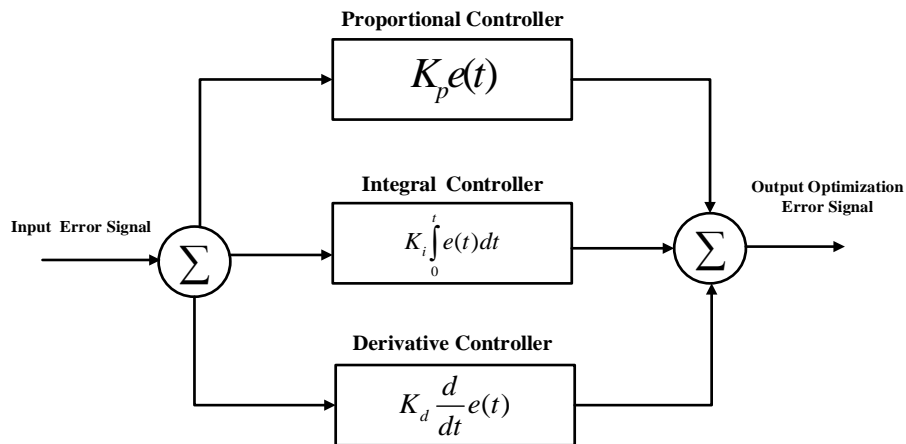 Proportional Controller
K_p e(t)
Integral Controller
K_i ∫_0^t e(t)dt
Output Optimization
Error Signal
Input Error Signal
Σ
Σ
Derivative Controller
K_d d/dt e(t)